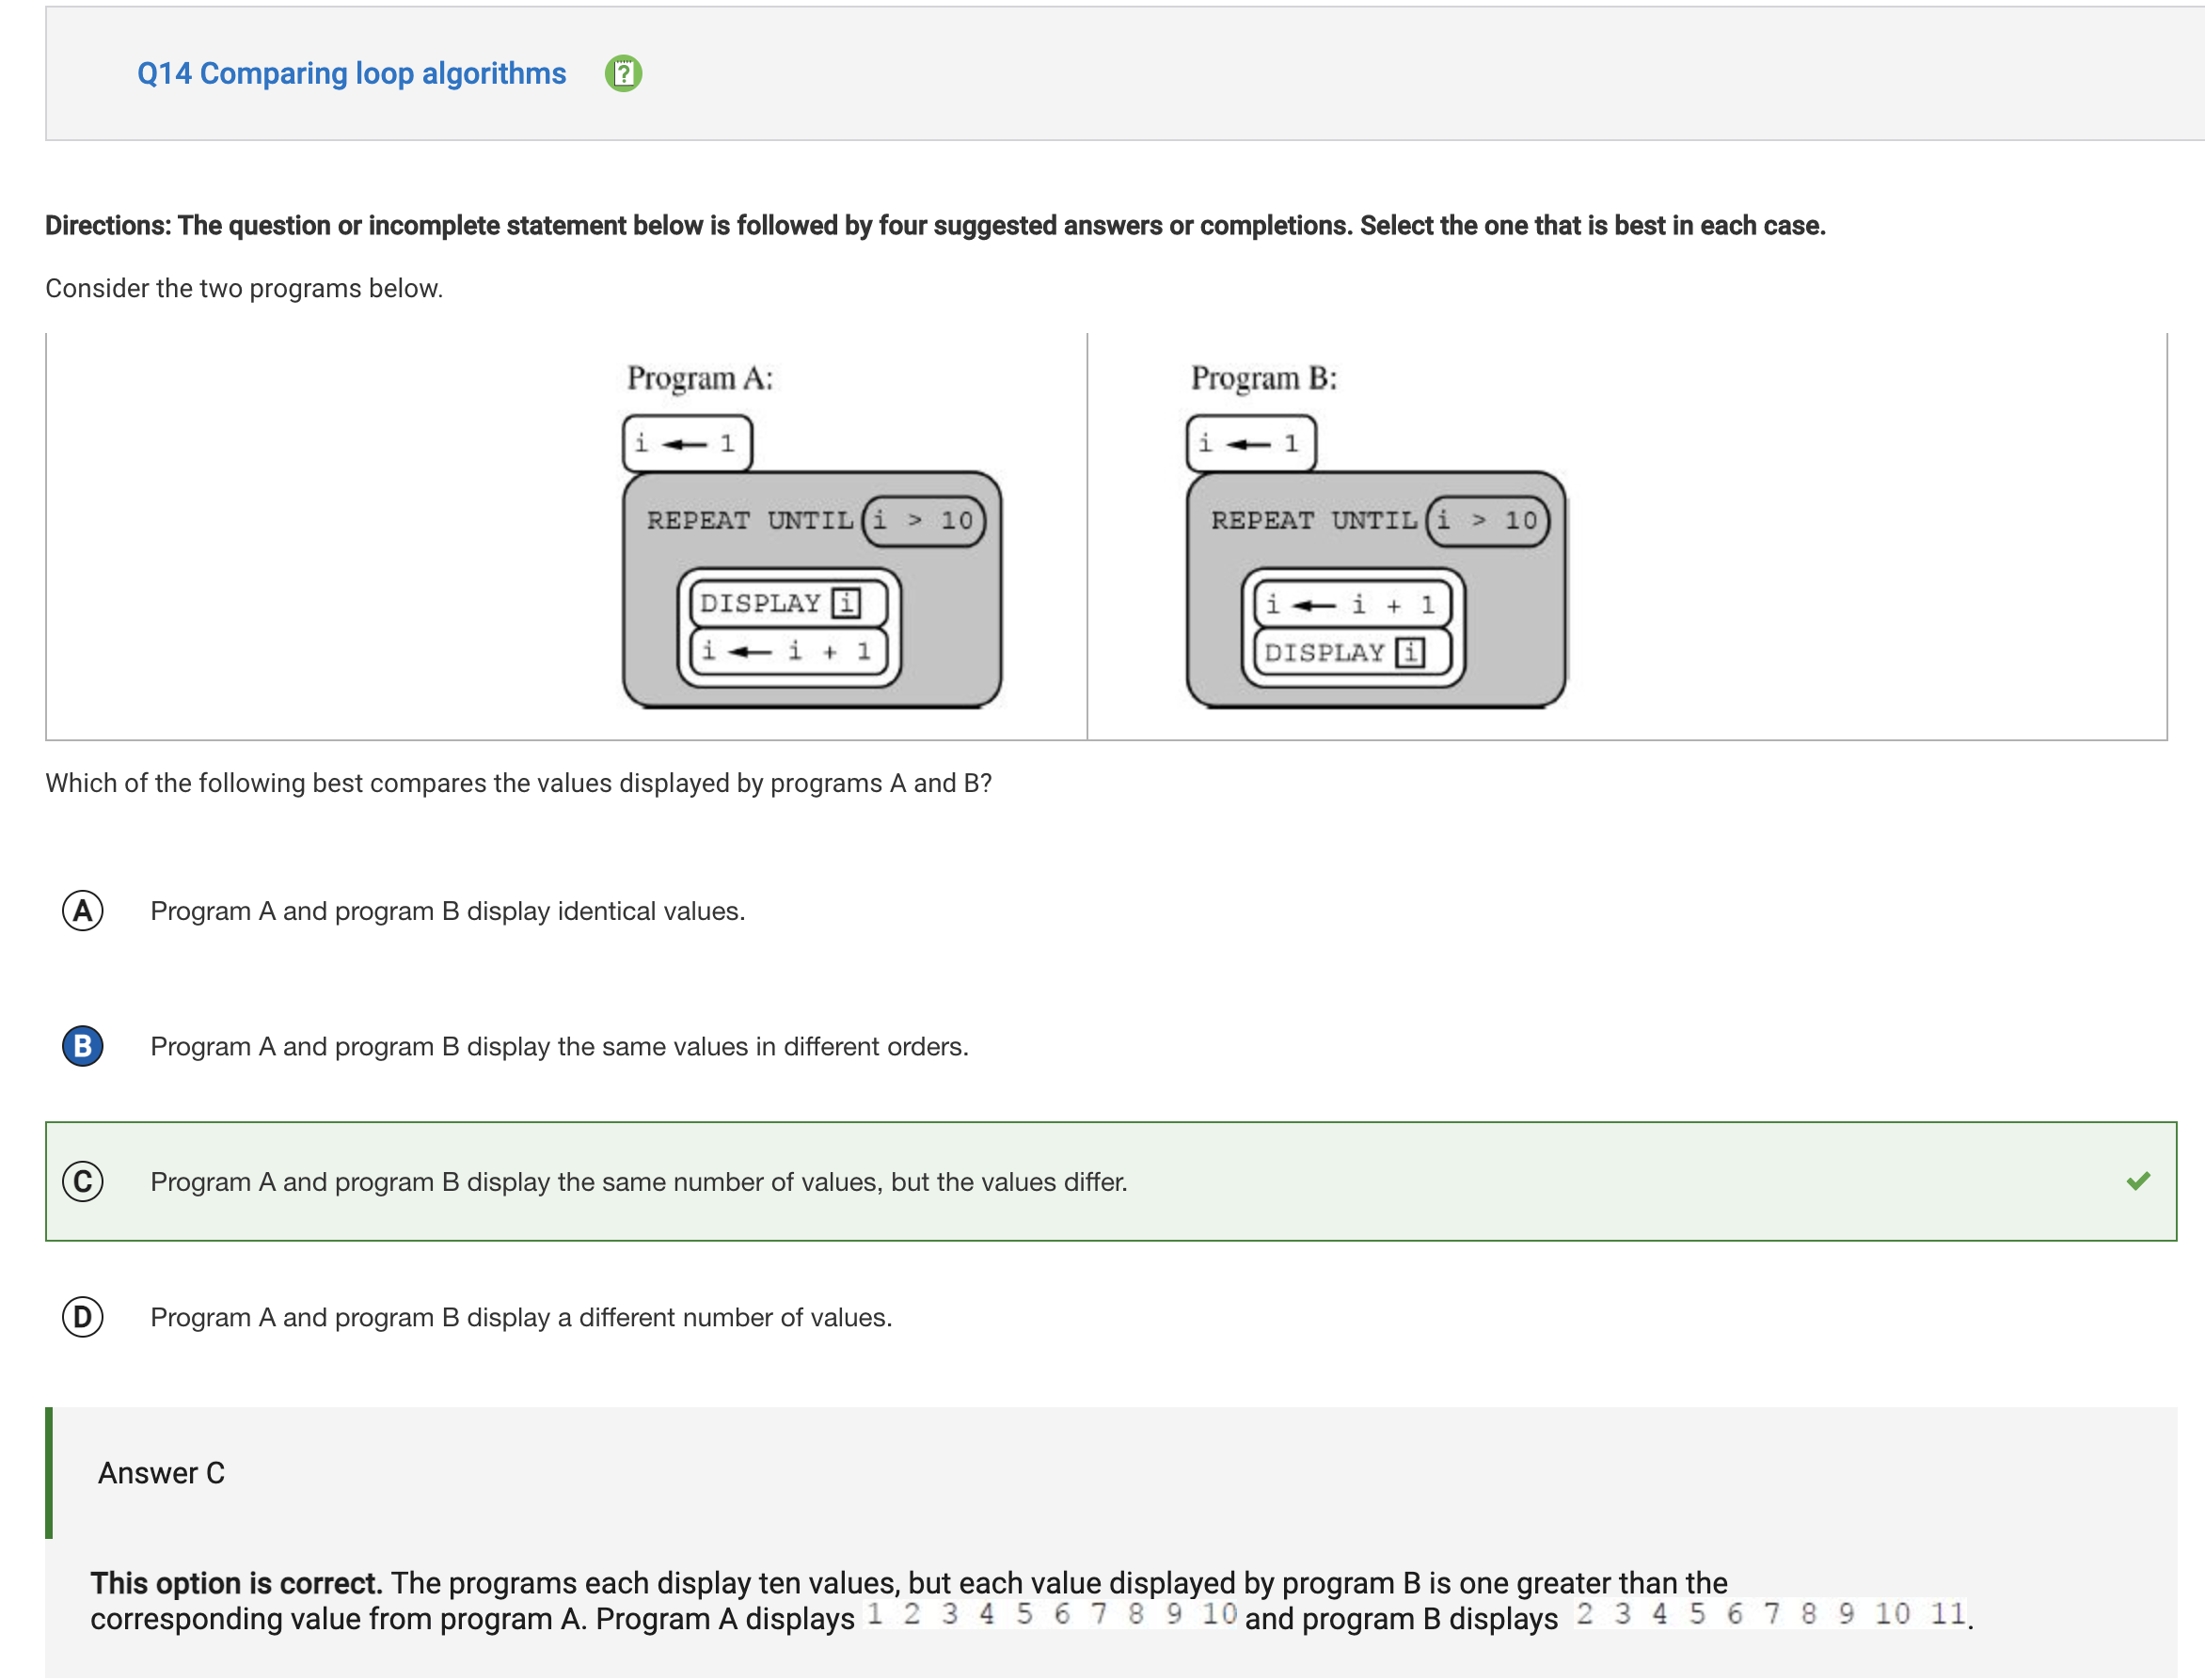 Q14 Comparing loop algorithms
?
Directions: The question or incomplete statement below is followed by four suggested answers or completions. Select the one that is best in each case.
Consider the two programs below.
Program A:
i ← 1
REPEAT UNTIL i > 10
DISPLAY i
i ← i + 1
Program B:
i ← 1
REPEAT UNTIL i > 10
i ← i + 1
DISPLAY i
Which of the following best compares the values displayed by programs A and B?
A Program A and program B display identical values.
B Program A and program B display the same values in different orders.
C Program A and program B display the same number of values, but the values differ.
D Program A and program B display a different number of values.
Answer C
This option is correct. The programs each display ten values, but each value displayed by program B is one greater than the
corresponding value from program A. Program A displays 1 2 3 4 5 6 7 8 9 10 and program B displays 2 3 4 5 6 7 8 9 10 11.